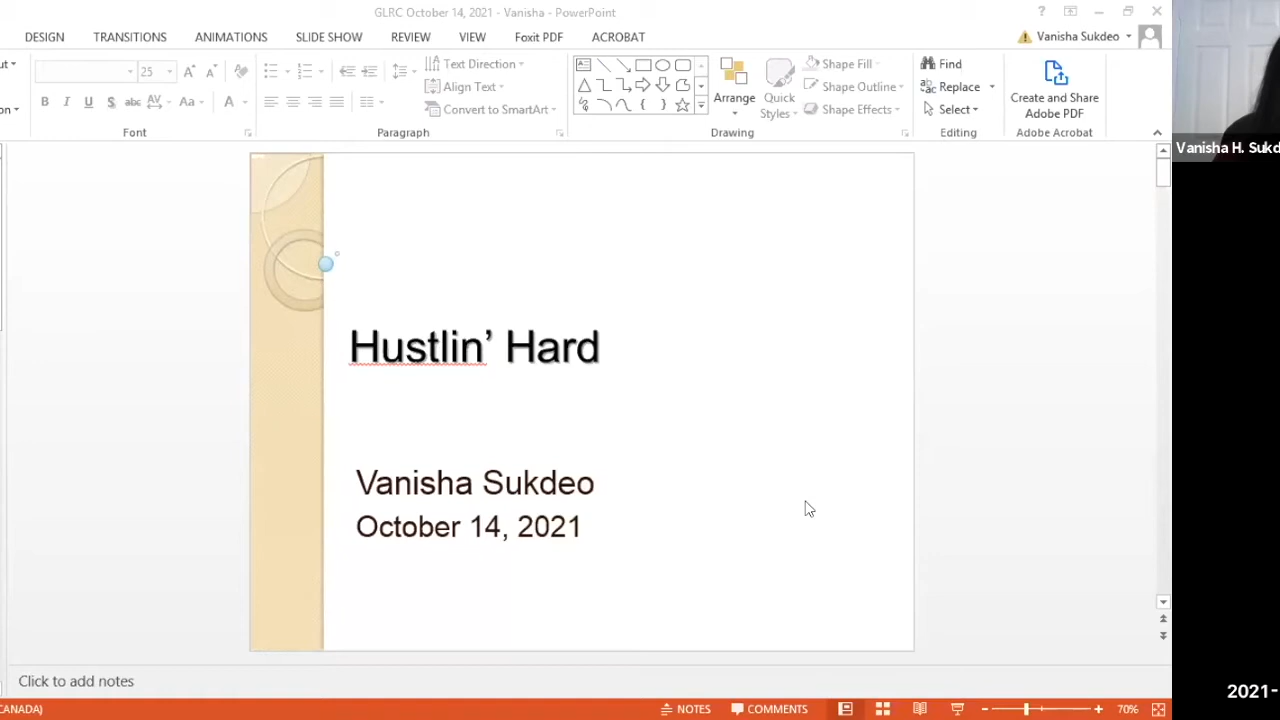 GLRC October 14, 2021 - Vanisha - PowerPoint
?
DESIGN TRANSITIONS ANIMATIONS SLIDE SHOW REVIEW VIEW Foxit PDF ACROBAT
Vanisha Sukdeo
25
B I U S abc AV Aa A
Font
Text Direction
Align Text
Convert to SmartArt
Paragraph
Arrange
Quick
Styles
Shape Fill
Shape Outline
Shape Effects
Drawing
Find
Replace
Select
Editing
Create and Share
Adobe PDF
Adobe Acrobat
Vanisha H. Sukd
Hustlin’ Hard
Vanisha Sukdeo
October 14, 2021
Click to add notes
CANADA)
NOTES COMMENTS 70%
2021-